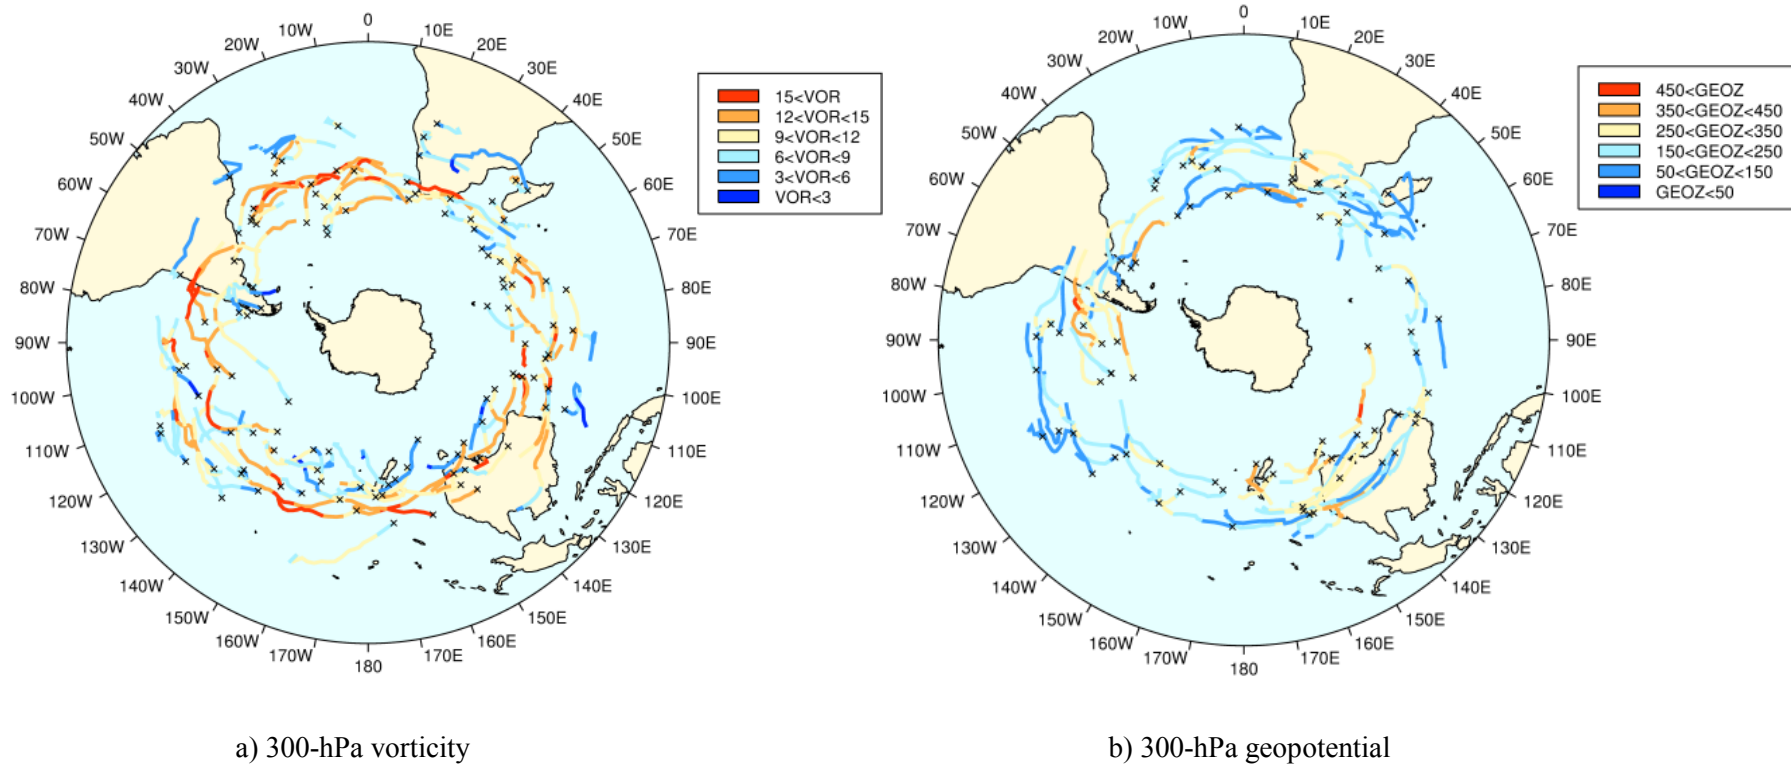 0
10E
20E
30E
40E
50E
60E
70E
80E
90E
100E
110E
120E
130E
140E
150E
160E
170E
180
170W
160W
150W
140W
130W
120W
110W
100W
90W
80W
70W
60W
50W
40W
30W
20W
10W
15<VOR
12<VOR<15
9<VOR<12
6<VOR<9
3<VOR<6
VOR<3
a) 300-hPa vorticity
0
10E
20E
30E
40E
50E
60E
70E
80E
90E
100E
110E
120E
130E
140E
150E
160E
170E
180
170W
160W
150W
140W
130W
120W
110W
100W
90W
80W
70W
60W
50W
40W
30W
20W
10W
450<GEOZ
350<GEOZ<450
250<GEOZ<350
150<GEOZ<250
50<GEOZ<150
GEOZ<50
b) 300-hPa geopotential